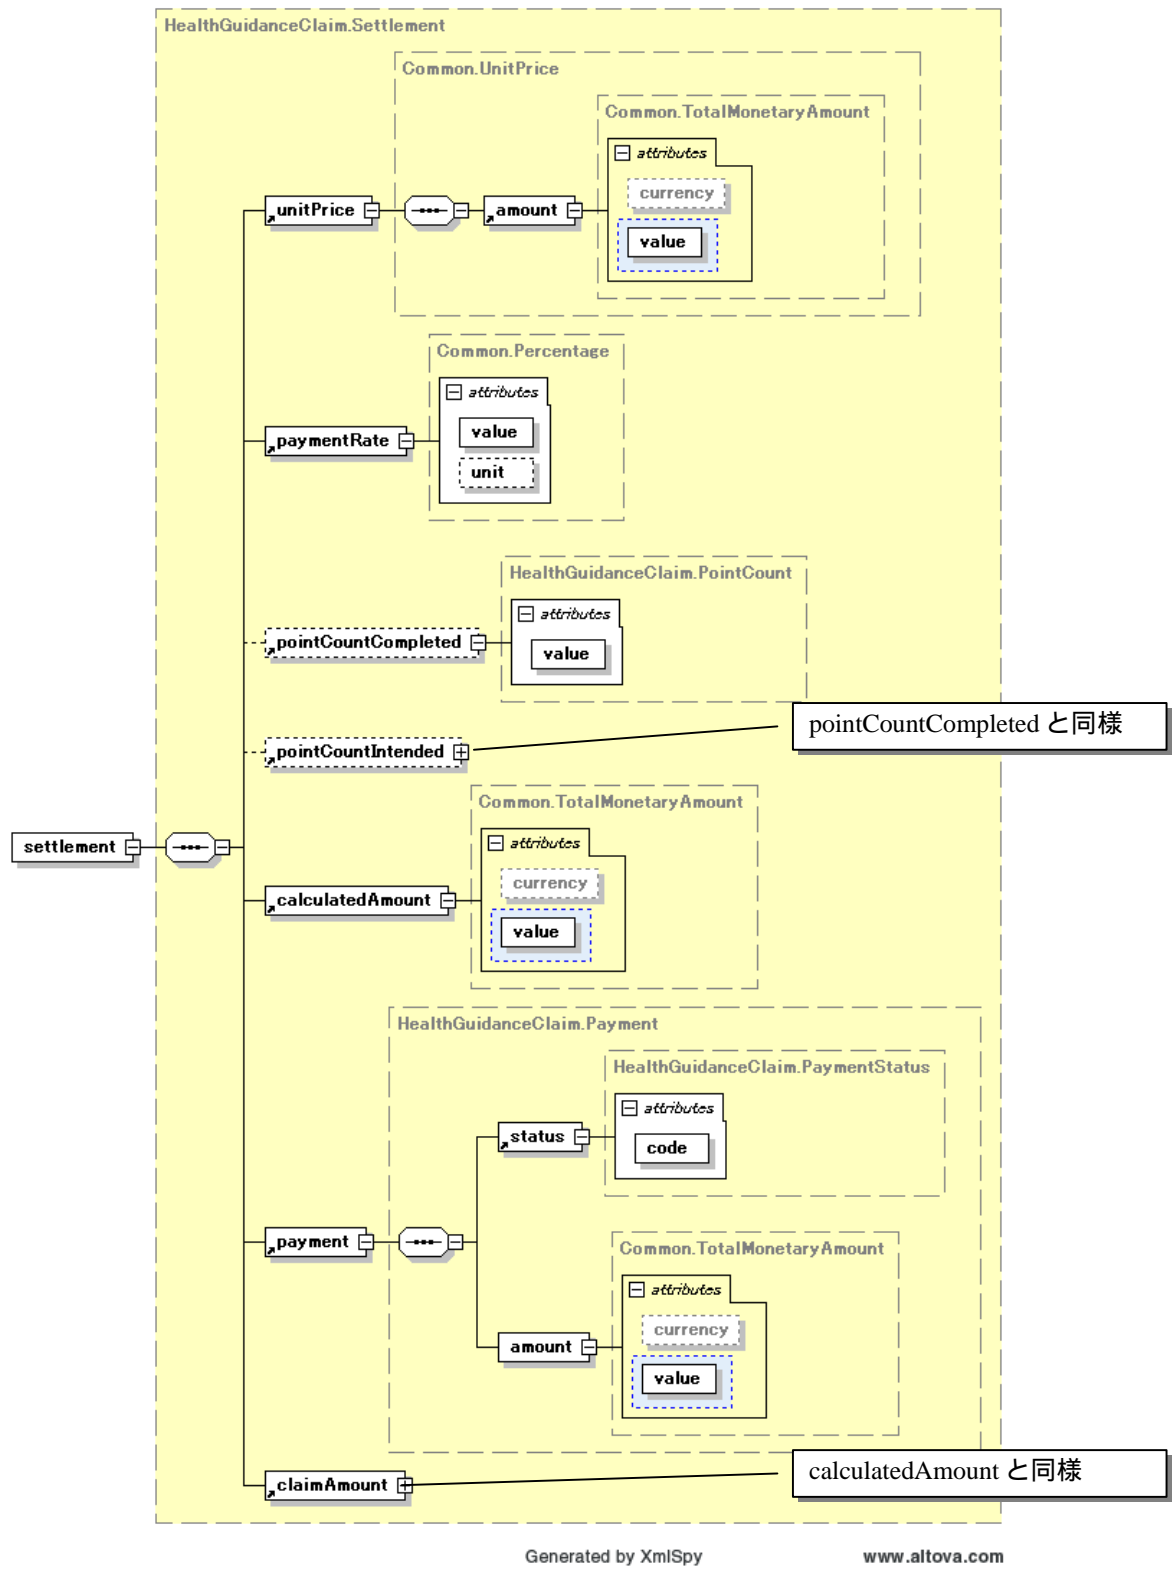 HealthGuidanceClaim.Settlement
Common.UnitPrice
Common.TotalMonetaryAmount
attributes
currency
unitPrice
amount
value
Common.Percentage
attributes
value
paymentRate
unit
HealthGuidanceClaim.PointCount
attributes
pointCountCompleted
value
pointCountCompleted と同様
pointCountIntended
Common.TotalMonetaryAmount
attributes
settlement
currency
calculatedAmount
value
HealthGuidanceClaim.Payment
HealthGuidanceClaim.PaymentStatus
attributes
status
code
payment
Common.TotalMonetaryAmount
attributes
currency
amount
value
calculatedAmount と同様
claimAmount
Generated by XmlSpy
www.altova.com